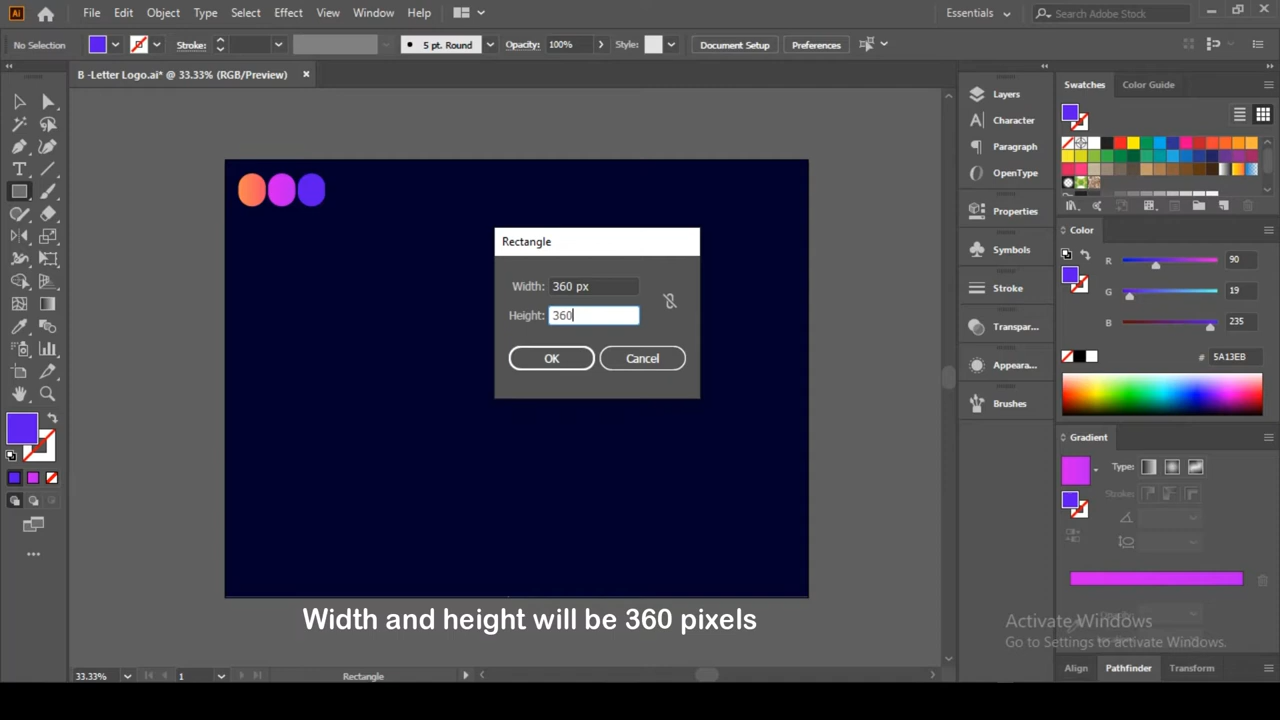 Ai File Edit Object Type Select Effect View Window Help Essentials Search Adobe Stock
No Selection Stroke: 5 pt. Round Opacity: 100% Style: Document Setup Preferences
B -Letter Logo.ai* @ 33.33% (RGB/Preview)
Layers
Character
Paragraph
OpenType
Properties
Symbols
Stroke
Transpar...
Appeara...
Brushes
Swatches Color Guide
Color
R 90
G 19
B 235
# 5A13EB
Gradient
Type:
Stroke:
Rectangle
Width: 360 px
Height: 360
OK Cancel
Width and height will be 360 pixels
Activate Windows
Go to Settings to activate Windows.
33.33% 1 Rectangle
Align Pathfinder Transform